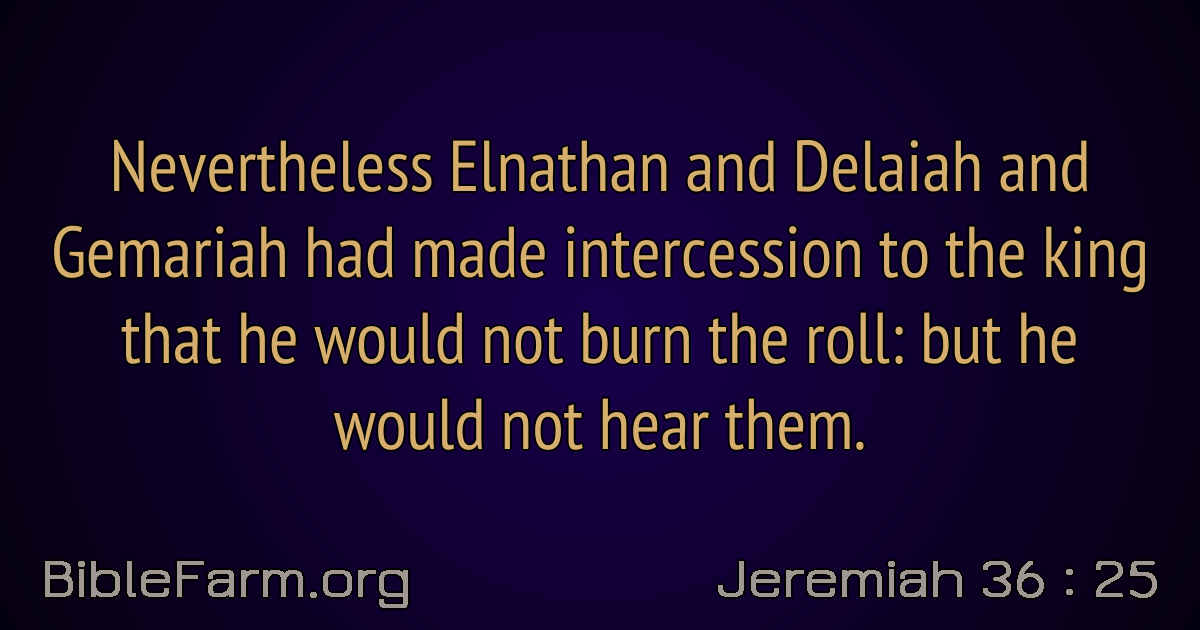 Nevertheless Elnathan and Delaiah and
Gemariah had made intercession to the king
that he would not burn the roll: but he
would not hear them.
BibleFarm.org
Jeremiah 36 : 25